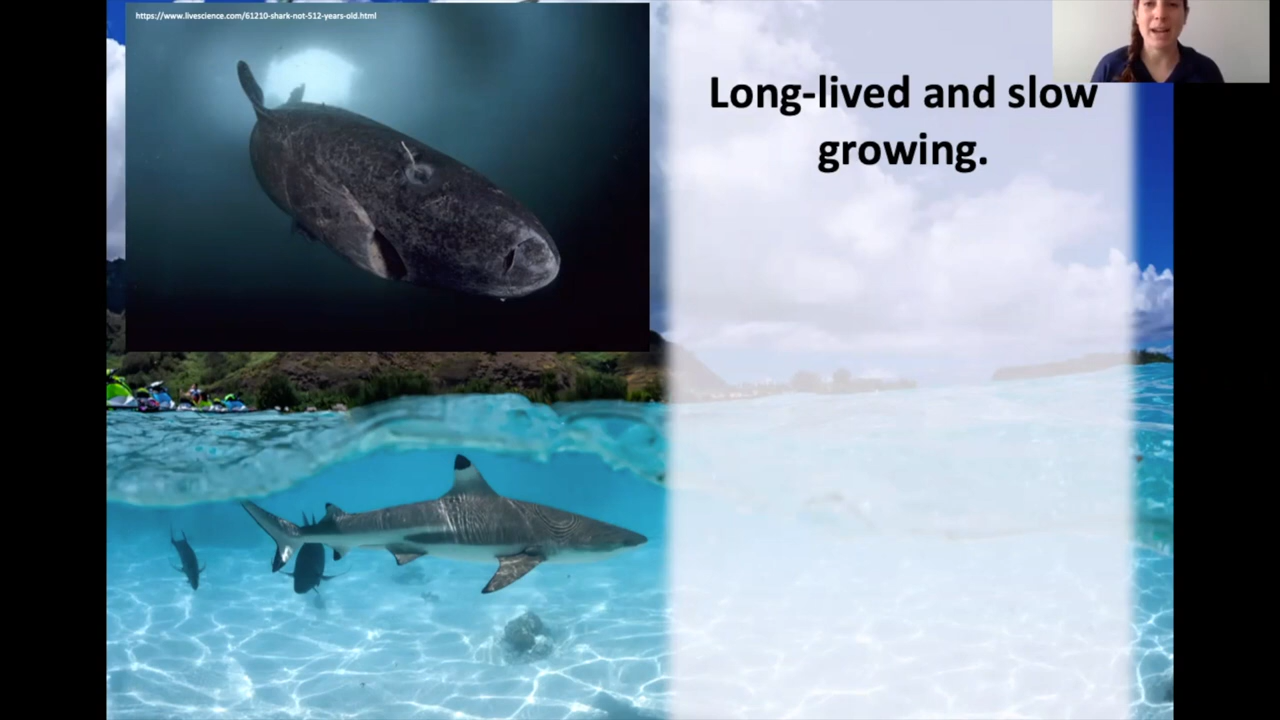 https://www.livescience.com/61210-shark-not-512-years-old.html
Long-lived and slow
growing.